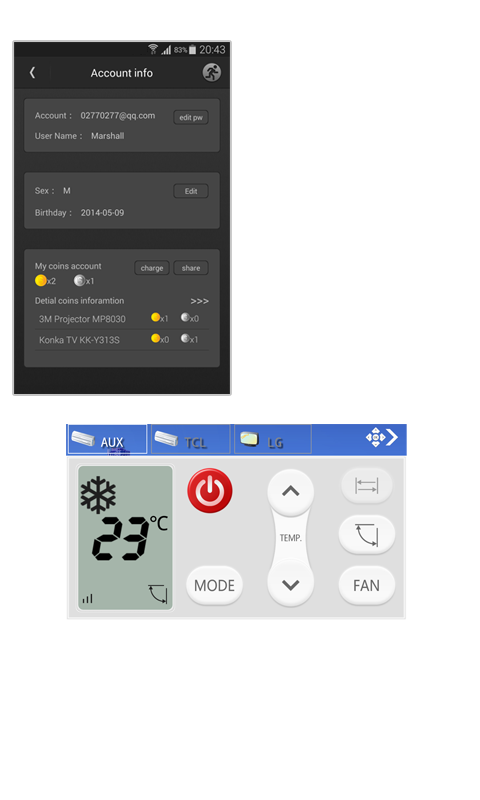 83% 20:43
Account info
Account : 02770277@qq.com edit pw
User Name : Marshall
Sex : M Edit
Birthday : 2014-05-09
My coins account charge share
x2 x1
Detial coins inforamtion >>>
3M Projector MP8030 x1 x0
Konka TV KK-Y313S x0 x1
AUX TCL LG
23°C
TEMP.
MODE FAN